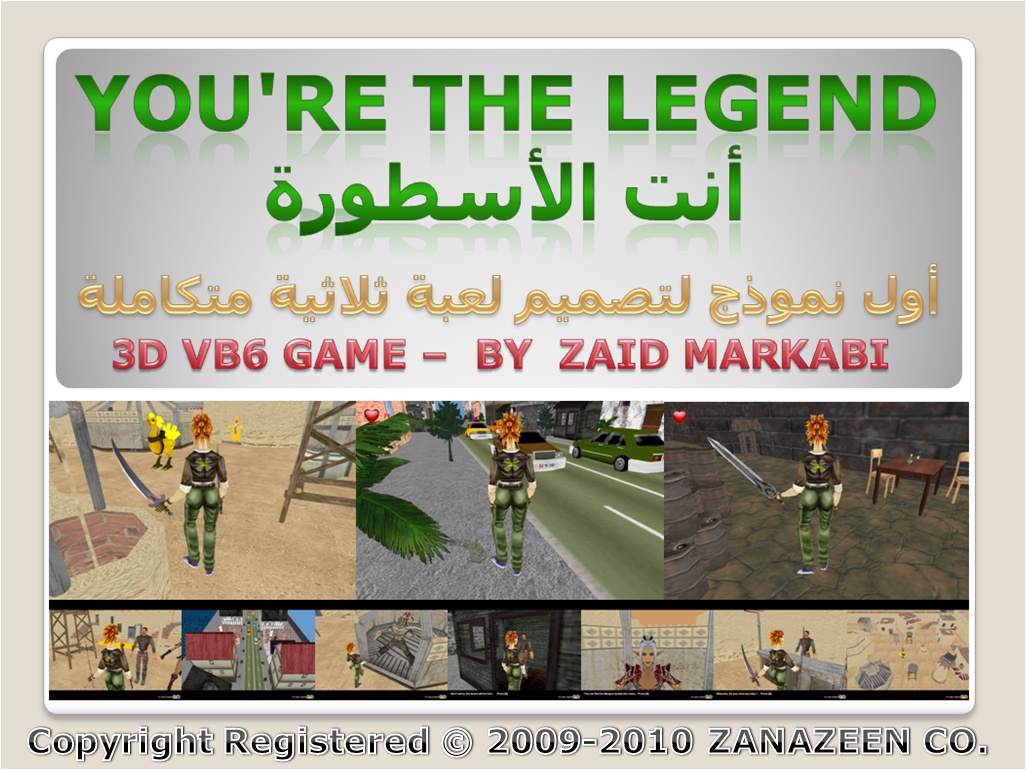 YOU'RE THE LEGEND
أنت الأسطورة
أول نموذج لتصميم لعبة ثلاثية متكاملة
3D VB6 GAME – BY ZAID MARKABI
Copyright Registered © 2009-2010 ZANAZEEN CO.